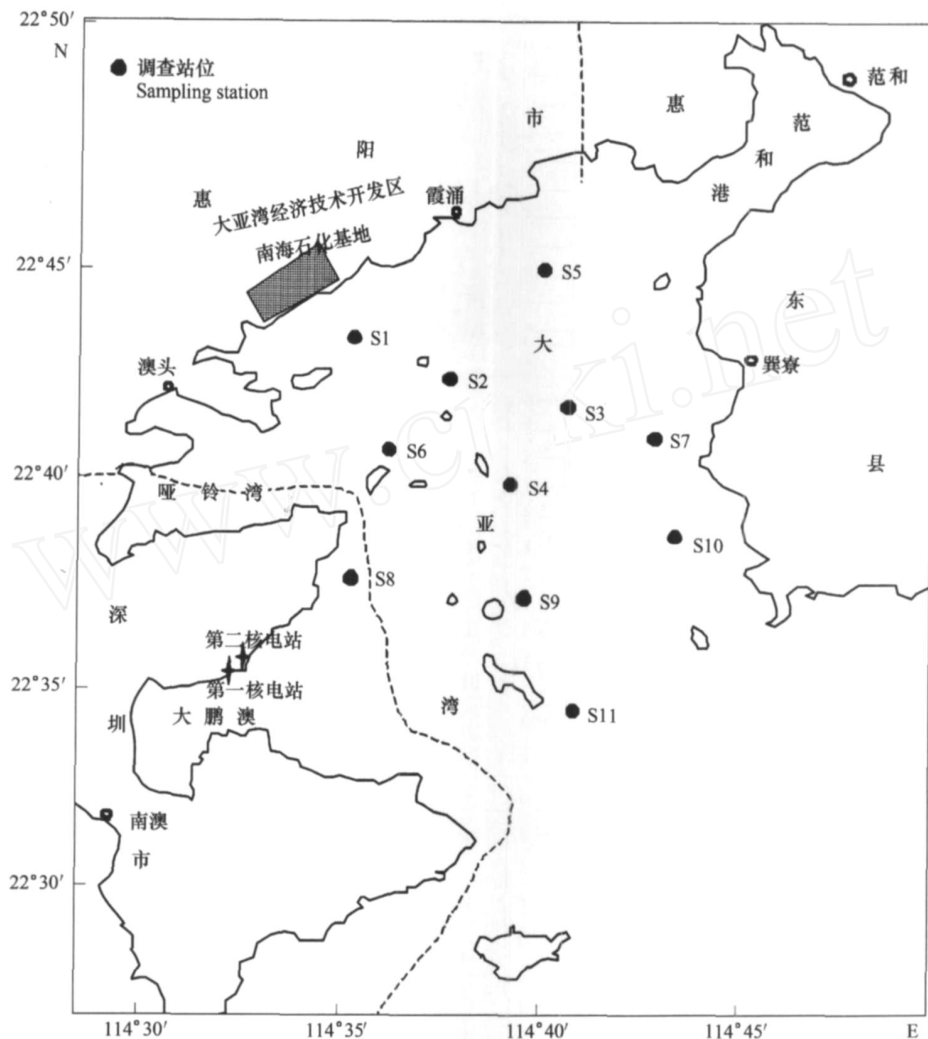 22°50′
N
调查站位
Sampling station
范和
市
惠
范
阳
和
惠
港
大亚湾经济技术开发区
霞涌
南海石化基地
22°45′
S5
东
大
S1
澳头
巽寮
S2
S3
S7
S6
县
22°40′
哑铃湾
S4
亚
S10
S8
深
S9
第二核电站
22°35′
第一核电站
湾
圳
大鹏澳
S11
南澳
市
22°30′
114°30′
114°35′
114°40′
114°45′
E
www.cnki.net